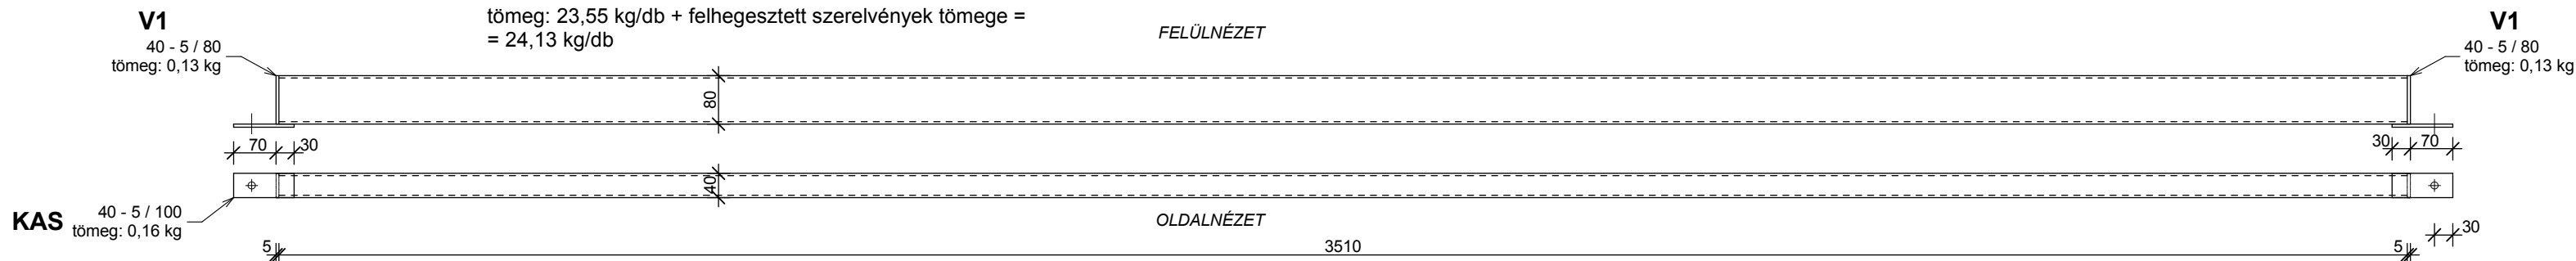 V1
40 - 5 / 80
tömeg: 0,13 kg
tömeg: 23,55 kg/db + felhegesztett szerelvények tömege =
= 24,13 kg/db
FELÜLNÉZET
V1
40 - 5 / 80
tömeg: 0,13 kg
80
70
30
30
70
40
KAS
40 - 5 / 100
tömeg: 0,16 kg
OLDALNÉZET
30
5
3510
5